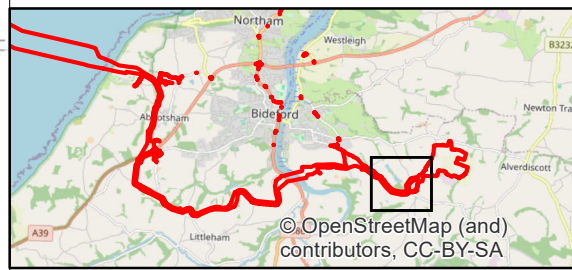 Northam
Westleigh
B3232
Bideford
Newton Tra
Abbotsham
Alverdiscott
A39
Littleham
© OpenStreetMap (and)
contributors, CC-BY-SA